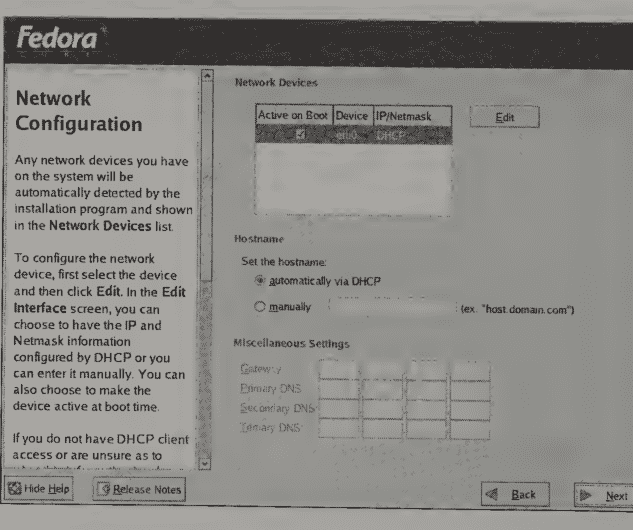 Fedora
Network
Configuration
Any network devices you have
on the system will be
automatically detected by the
installation program and shown
in the Network Devices list.
To configure the network
device, first select the device
and then click Edit. In the Edit
Interface screen, you can
choose to have the IP and
Netmask information
configured by DHCP or you
can enter it manually. You can
also choose to make the
device active at boot time.
If you do not have DHCP client
access or are unsure as to
Hide Help
Release Notes
Network Devices
Active on Boot Device IP/Netmask
eth0 DHCP
Edit
Hostname
Set the hostname:
automatically via DHCP
manually (ex. "host.domain.com")
Miscellaneous Settings
Gateway
Primary DNS
Secondary DNS
Tertiary DNS
Back
Next